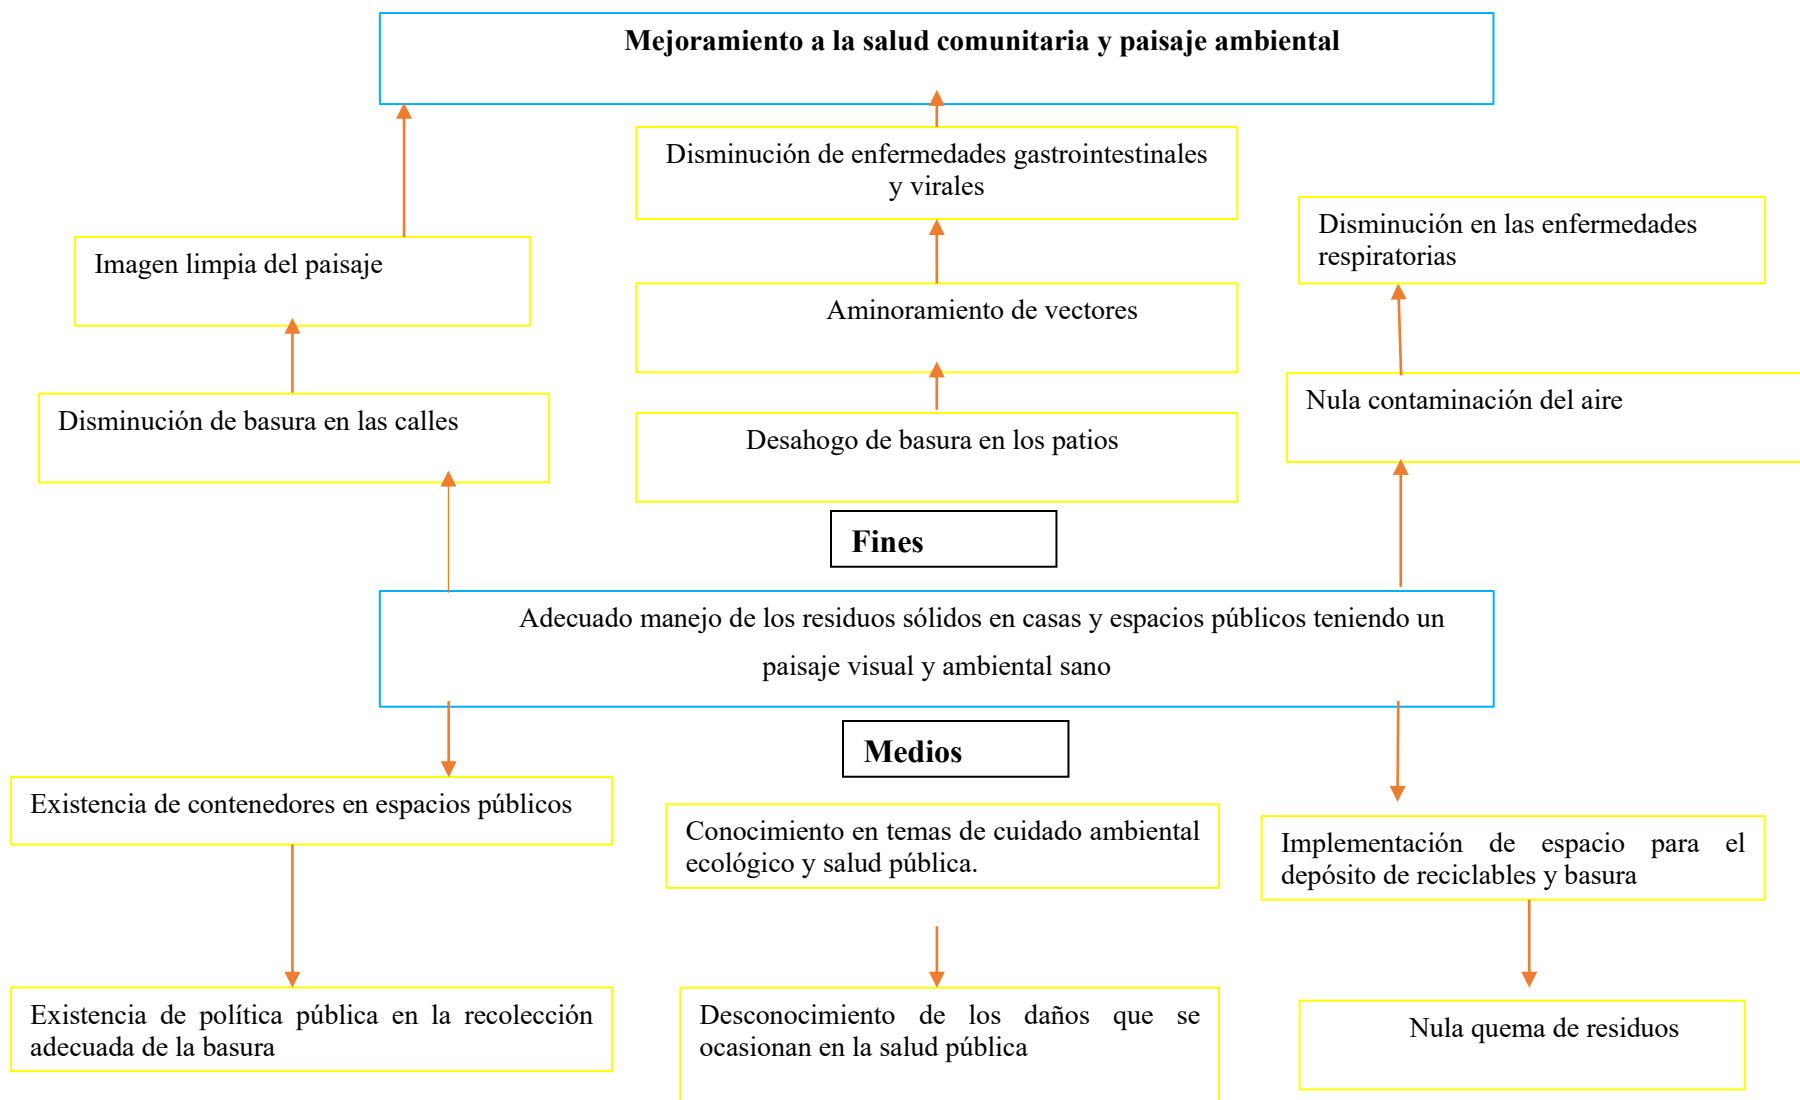 Mejoramiento a la salud comunitaria y paisaje ambiental
Disminución de enfermedades gastrointestinales
y virales
Disminución en las enfermedades
respiratorias
Imagen limpia del paisaje
Aminoramiento de vectores
Nula contaminación del aire
Disminución de basura en las calles
Desahogo de basura en los patios
Fines
Adecuado manejo de los residuos sólidos en casas y espacios públicos teniendo un
paisaje visual y ambiental sano
Medios
Existencia de contenedores en espacios públicos
Conocimiento en temas de cuidado ambiental
ecológico y salud pública.
Implementación de espacio para el
depósito de reciclables y basura
Existencia de política pública en la recolección
adecuada de la basura
Desconocimiento de los daños que se
ocasionan en la salud pública
Nula quema de residuos